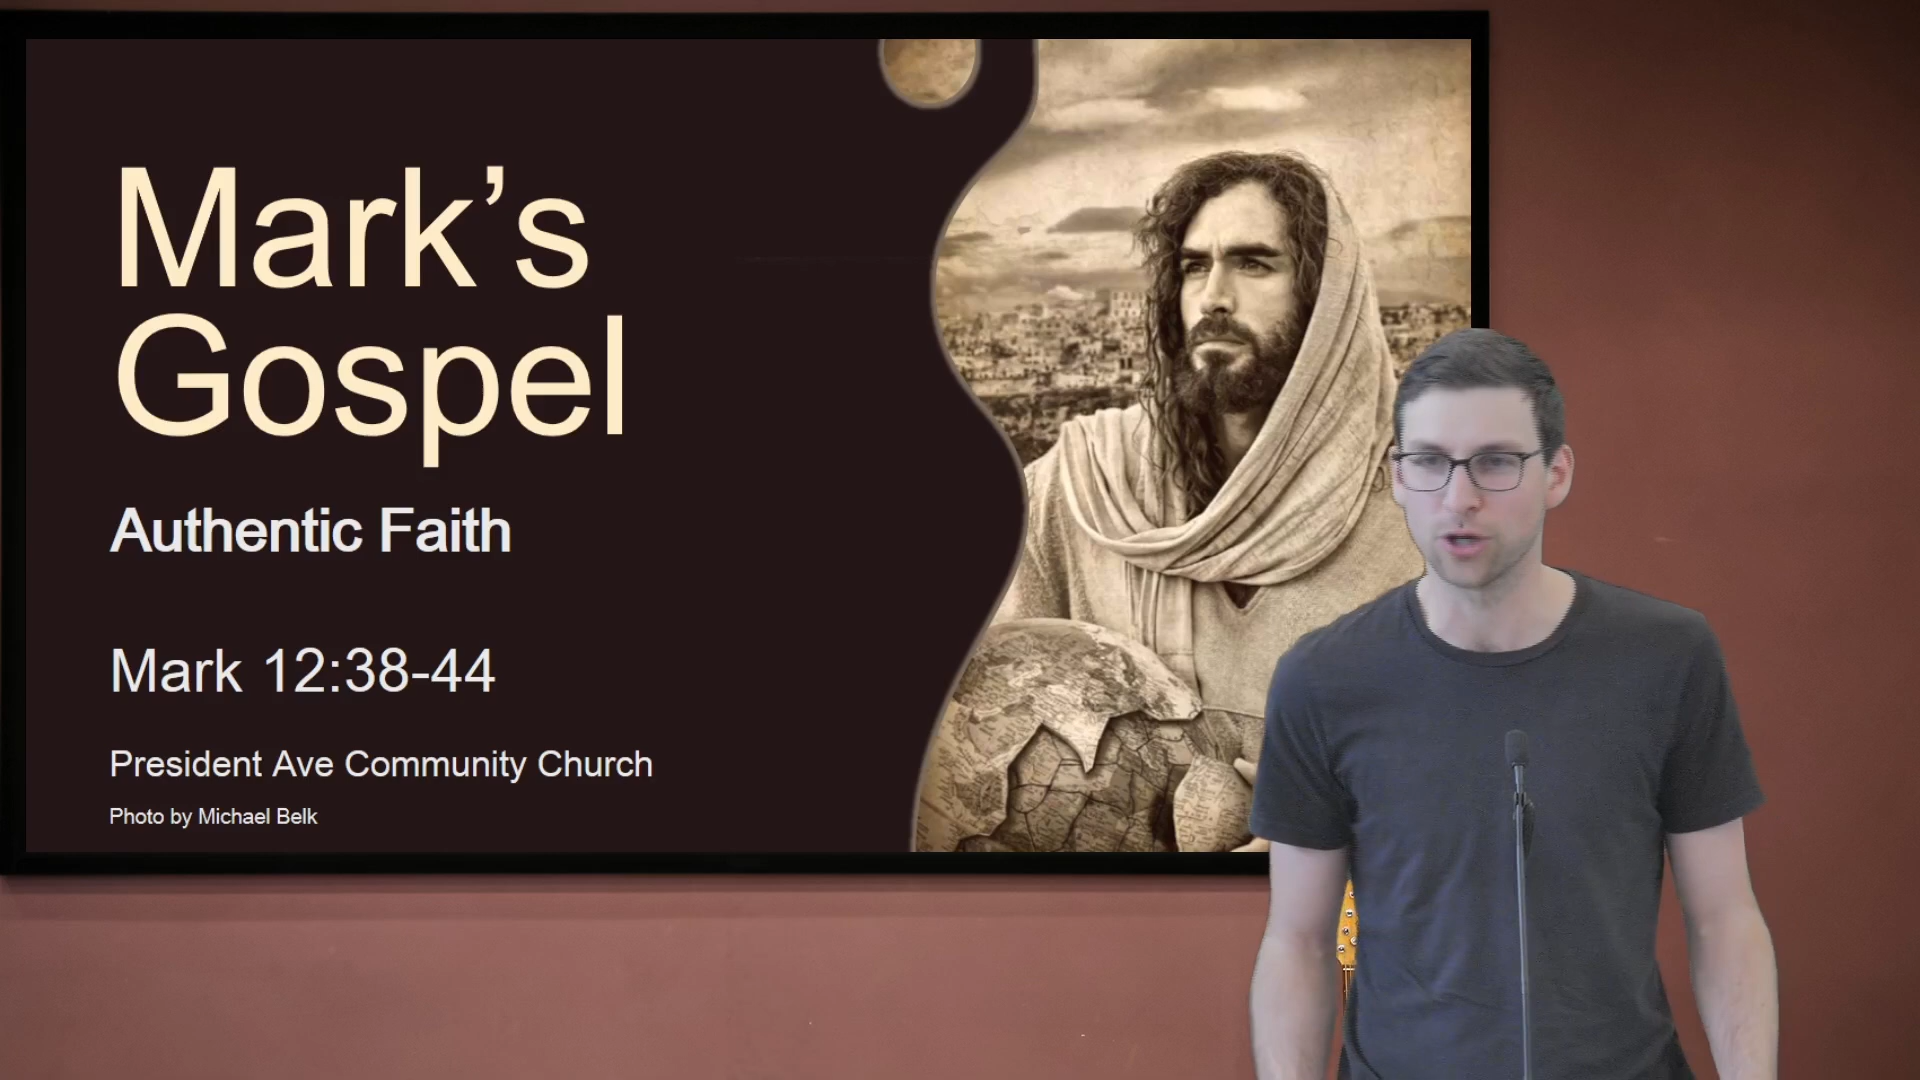 Mark’s
Gospel
Authentic Faith
Mark 12:38-44
President Ave Community Church
Photo by Michael Belk